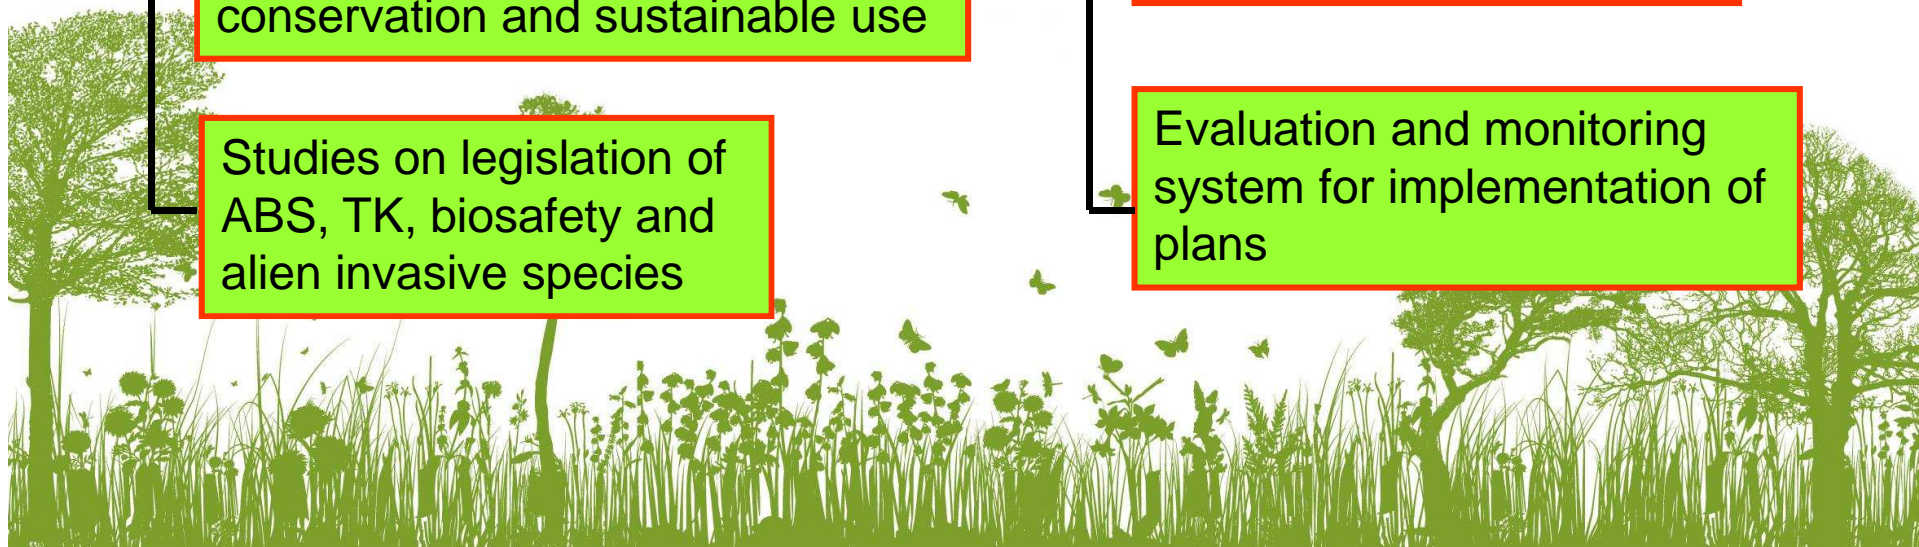 conservation and sustainable use
Studies on legislation of
ABS, TK, biosafety and
alien invasive species
Evaluation and monitoring
system for implementation of
plans